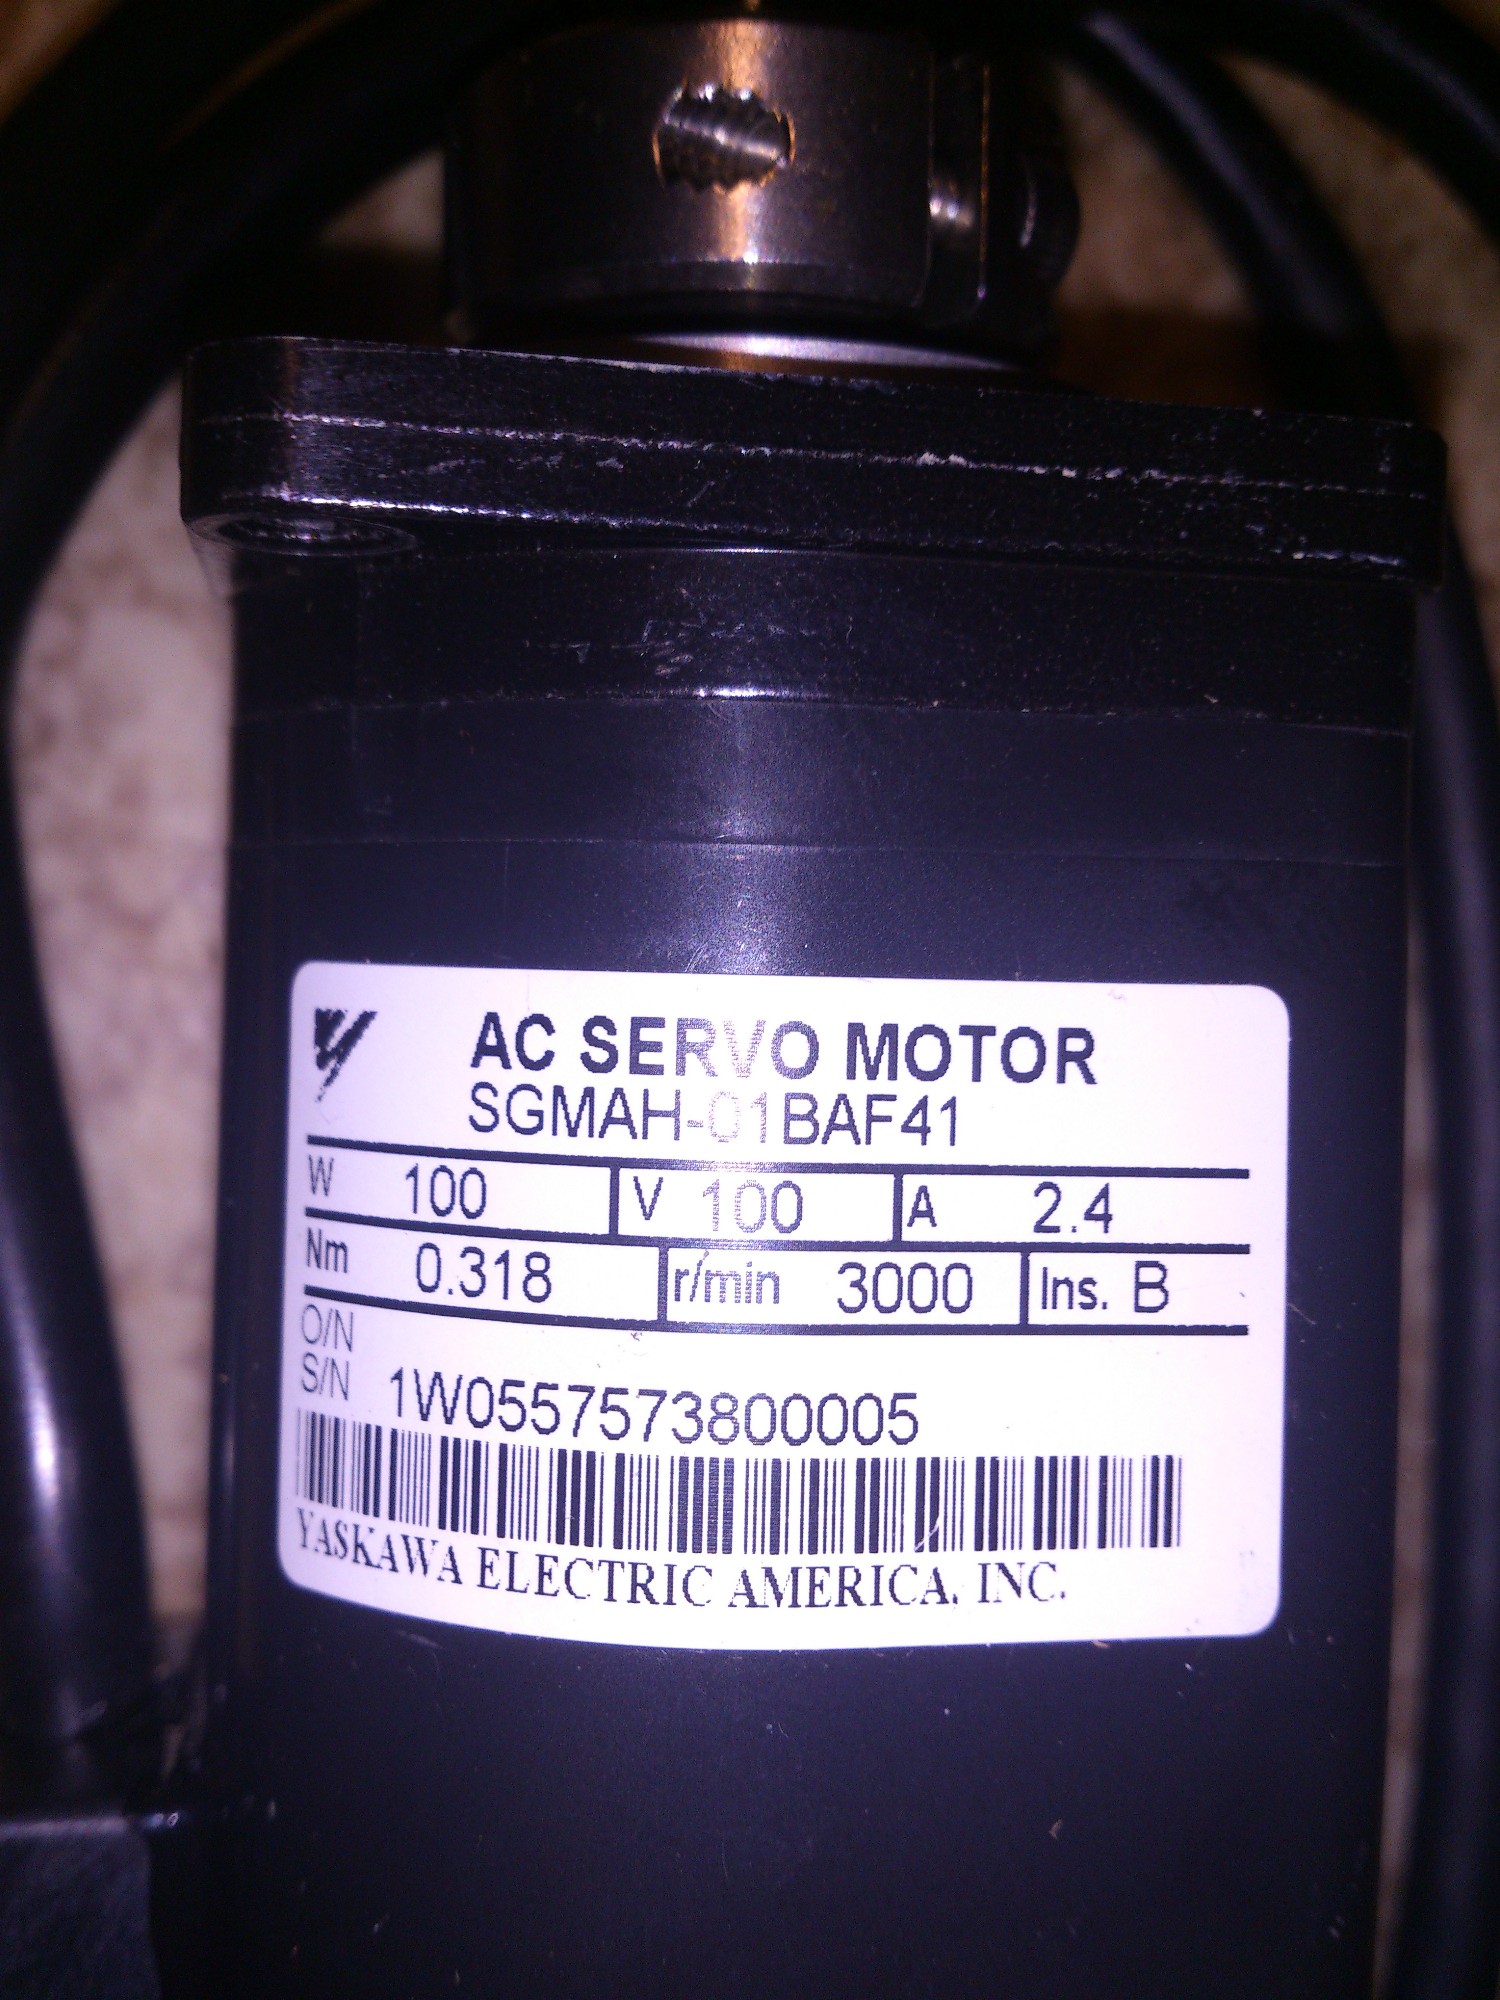 AC SERVO MOTOR
SGMAH-01BAF41
W 100 V 100 A 2.4
Nm 0.318 r/min 3000 Ins. B
O/N
S/N 1W0557573800005
YASKAWA ELECTRIC AMERICA, INC.